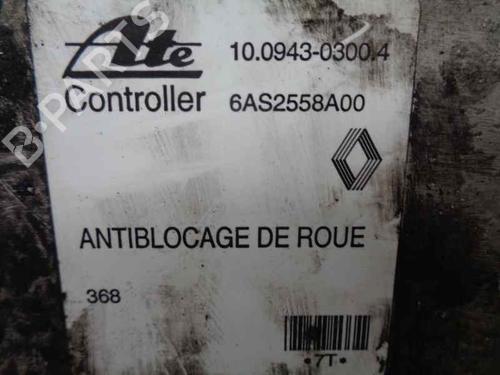 Ate 10.0943-0300.4
Controller 6AS2558A00
ANTIBLOCAGE DE ROUE
368
*7T*
B-PARTS